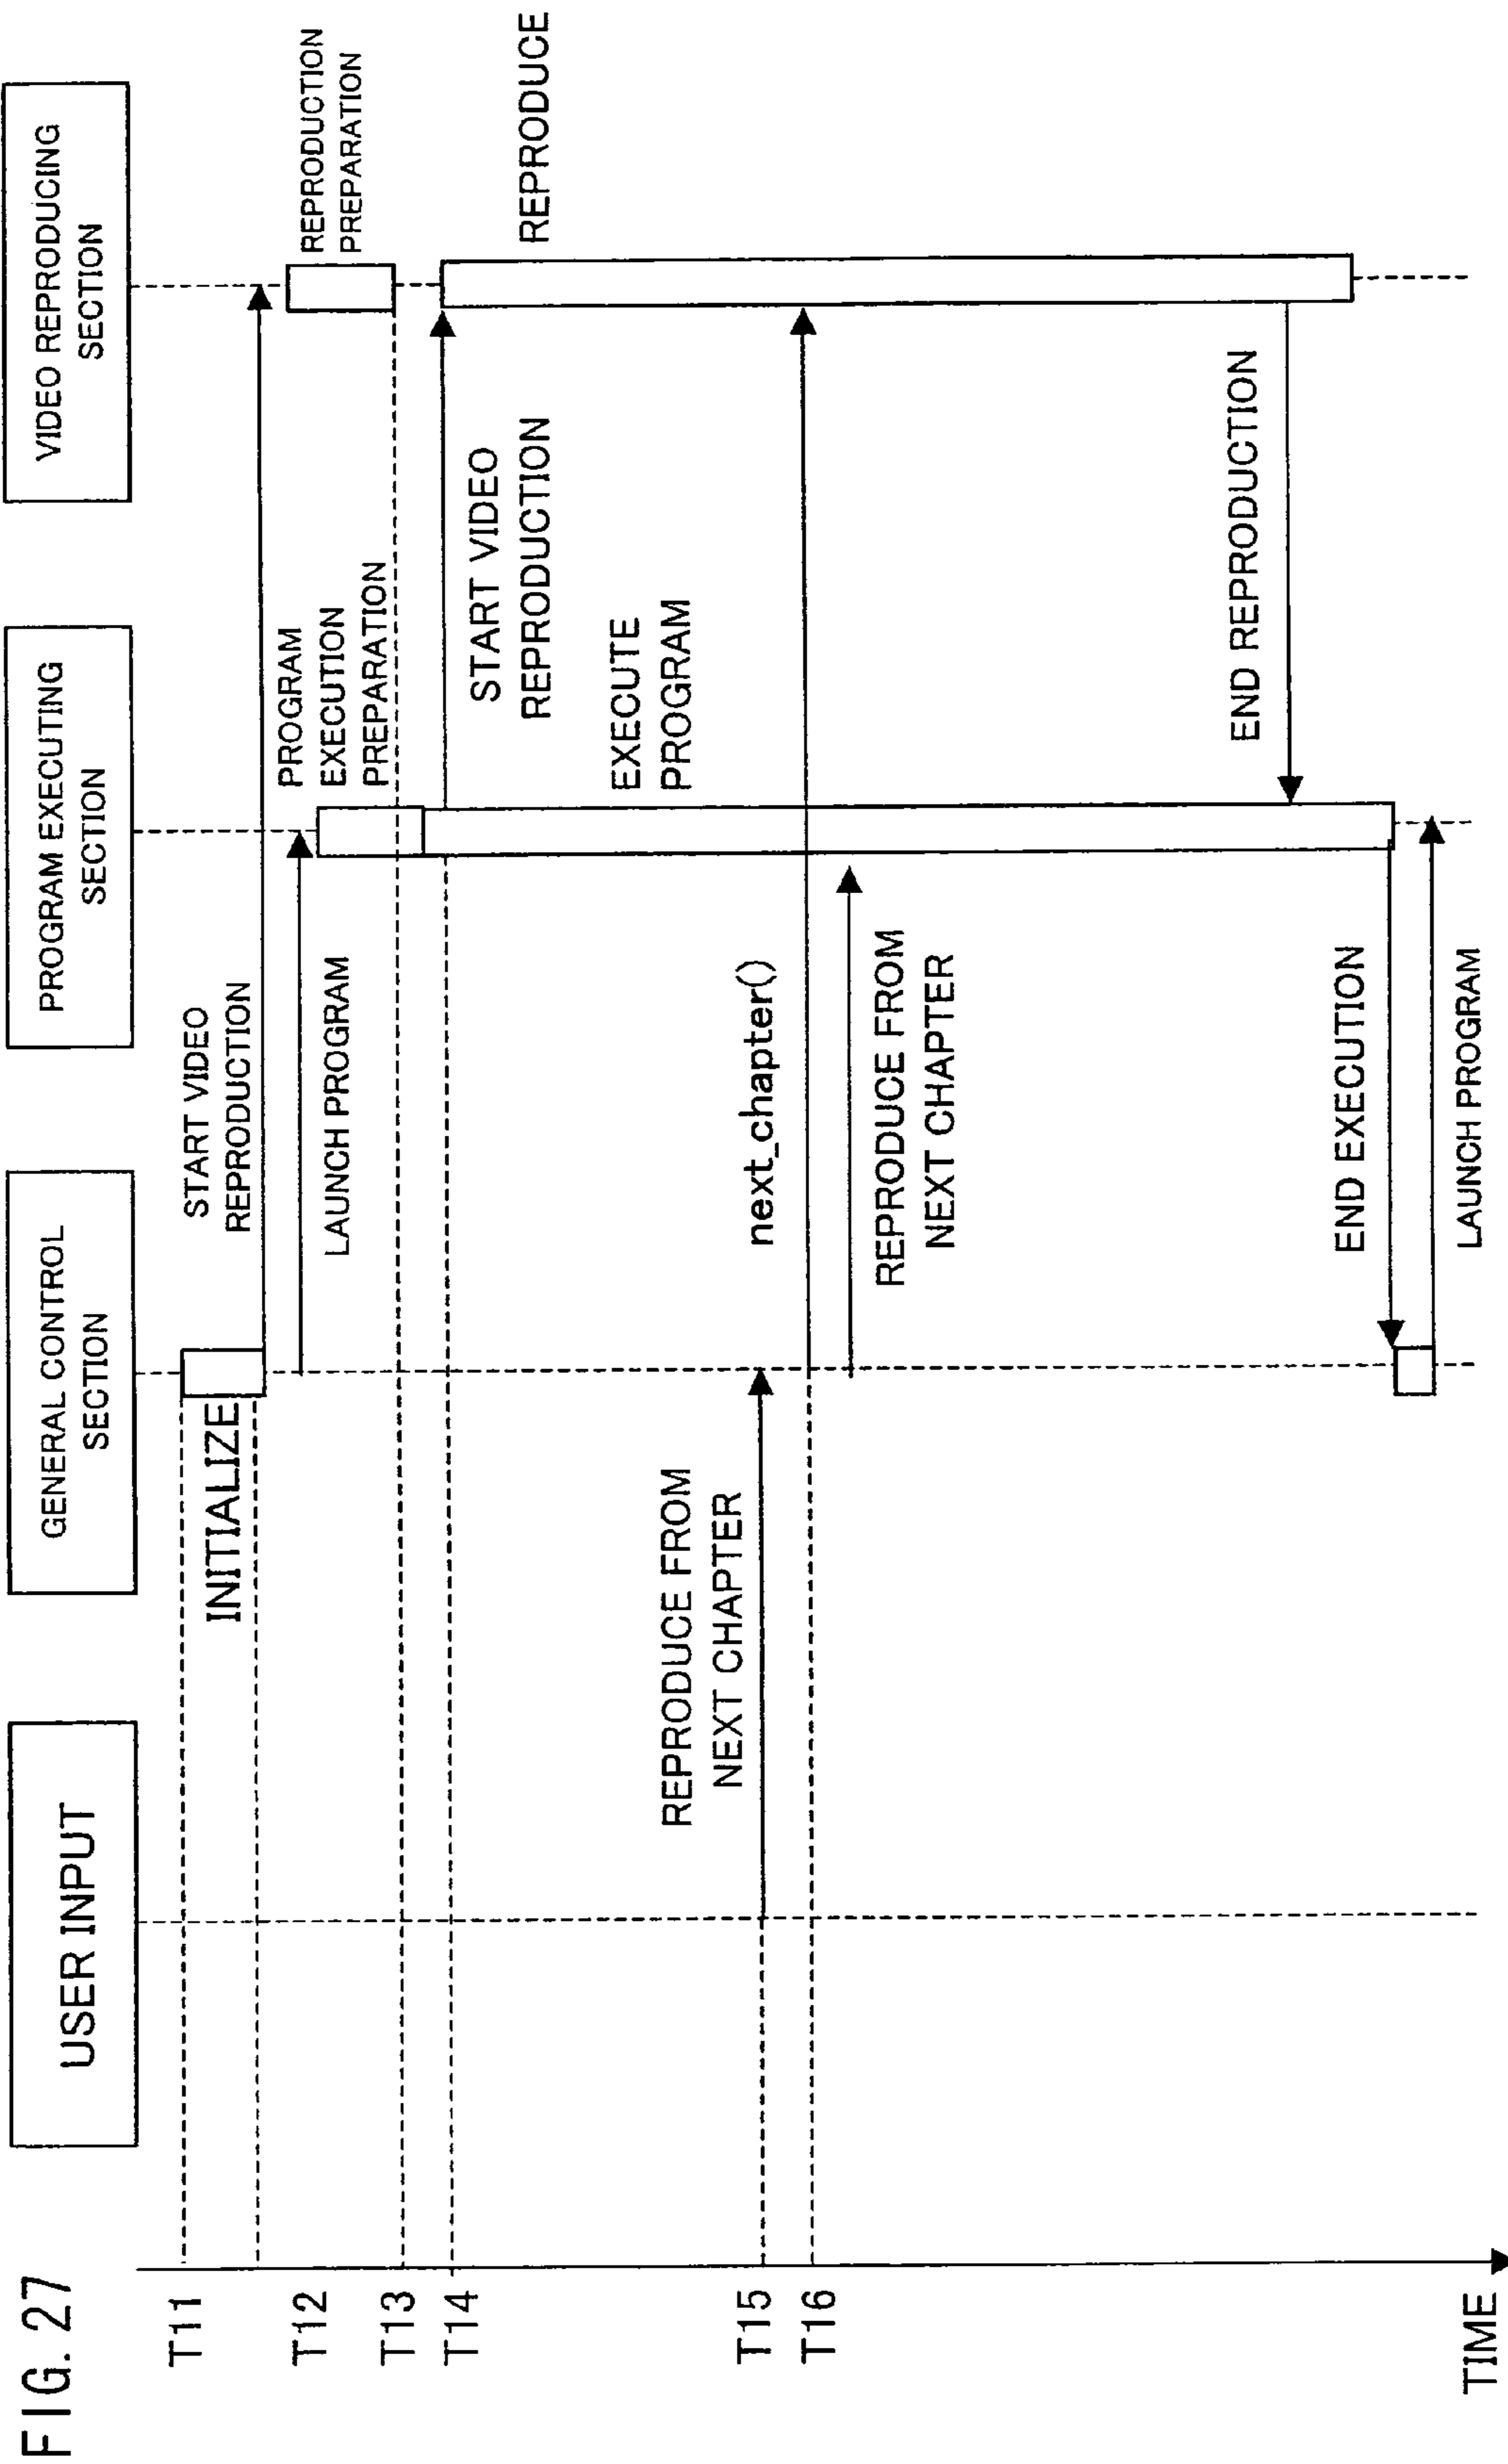 FIG. 27
USER INPUT
GENERAL CONTROL
SECTION
PROGRAM EXECUTING
SECTION
VIDEO REPRODUCING
SECTION
T11
INITIALIZE
START VIDEO
REPRODUCTION
T12
LAUNCH PROGRAM
PROGRAM
EXECUTION
PREPARATION
REPRODUCTION
PREPARATION
T13
T14
START VIDEO
REPRODUCTION
REPRODUCE
EXECUTE
PROGRAM
T15
REPRODUCE FROM
NEXT CHAPTER
T16
next_chapter()
REPRODUCE FROM
NEXT CHAPTER
END REPRODUCTION
END EXECUTION
LAUNCH PROGRAM
TIME